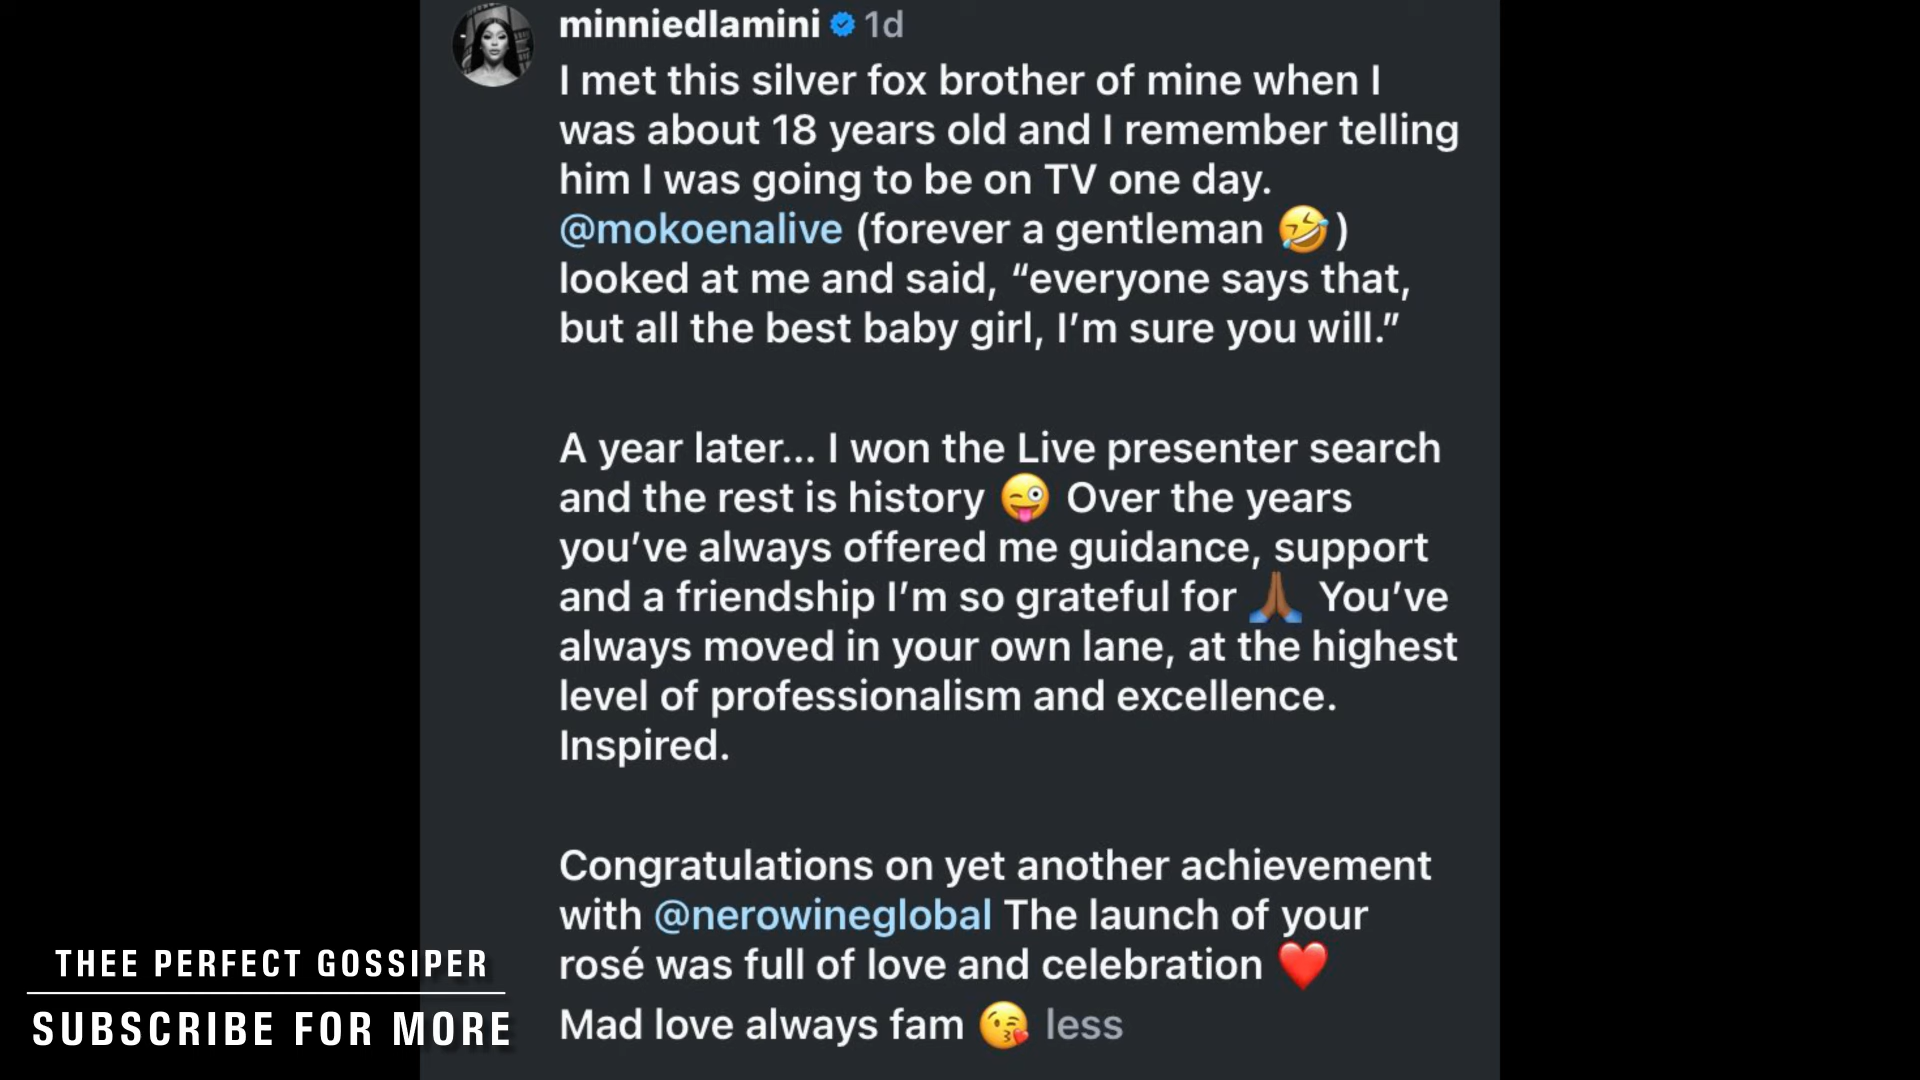 minniedlamini 1d
I met this silver fox brother of mine when I
was about 18 years old and I remember telling
him I was going to be on TV one day.
@mokoenalive (forever a gentleman 🤣)
looked at me and said, “everyone says that,
but all the best baby girl, I’m sure you will.”
A year later... I won the Live presenter search
and the rest is history 😜 Over the years
you’ve always offered me guidance, support
and a friendship I’m so grateful for 🙏🏾 You’ve
always moved in your own lane, at the highest
level of professionalism and excellence.
Inspired.
Congratulations on yet another achievement
with @nerowineglobal The launch of your
rosé was full of love and celebration ❤️
Mad love always fam 😘 less
THEE PERFECT GOSSIPER
SUBSCRIBE FOR MORE